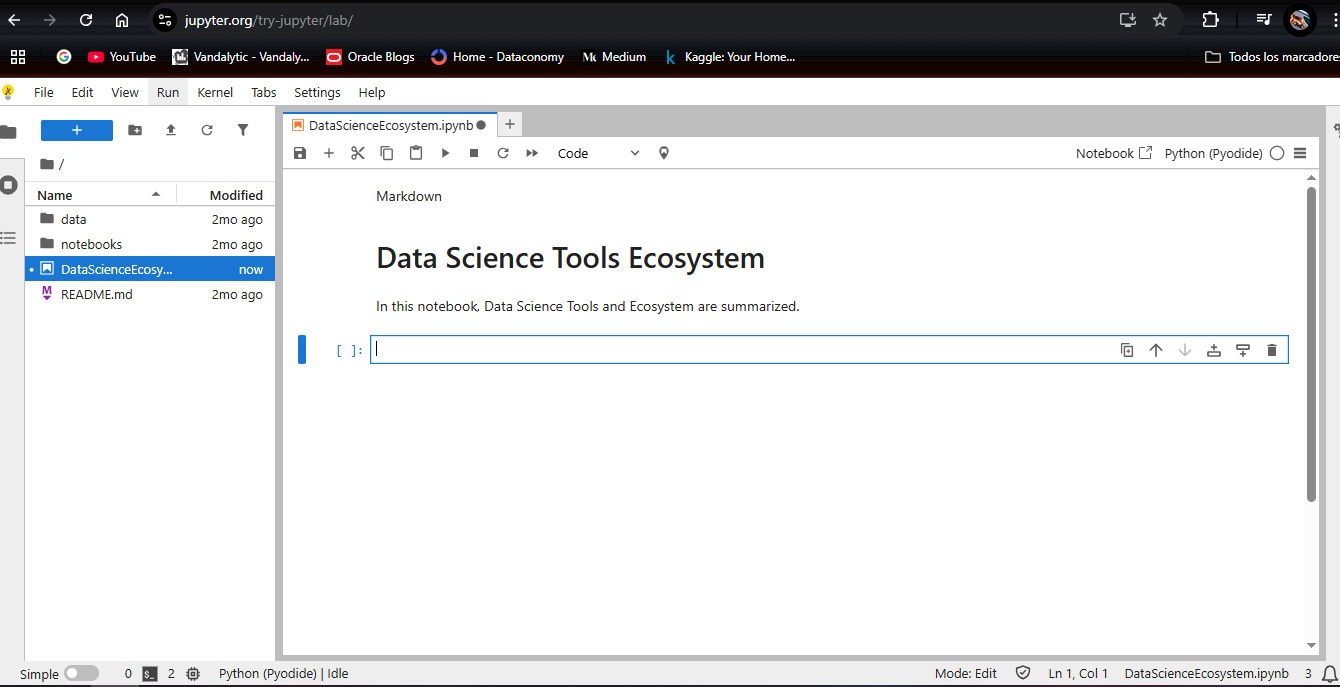 jupyter.org/try-jupyter/lab/
YouTube Vandalytic - Vandaly... Oracle Blogs Home - Dataconomy Medium Kaggle: Your Home... Todos los marcadores
File Edit View Run Kernel Tabs Settings Help
+ DataScienceEcosystem.ipynb +
Code Notebook Python (Pyodide)
/
Name Modified
data 2mo ago
notebooks 2mo ago
DataScienceEcosy... now
README.md 2mo ago
Markdown
Data Science Tools Ecosystem
In this notebook, Data Science Tools and Ecosystem are summarized.
[ ]:
Simple 0 $_ 2 Python (Pyodide) | Idle Mode: Edit Ln 1, Col 1 DataScienceEcosystem.ipynb 3